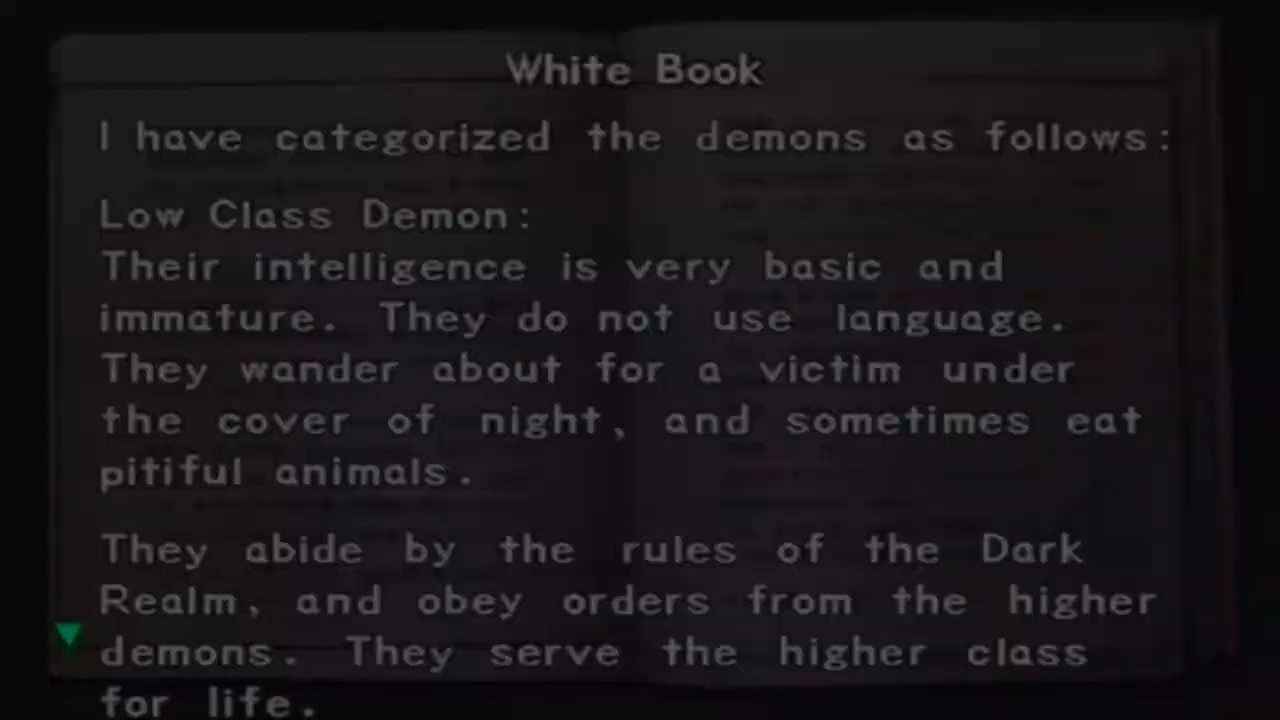 White Book
I have categorized the demons as follows:
Low Class Demon:
Their intelligence is very basic and
immature. They do not use language.
They wander about for a victim under
the cover of night, and sometimes eat
pitiful animals.
They abide by the rules of the Dark
Realm, and obey orders from the higher
demons. They serve the higher class
for life.